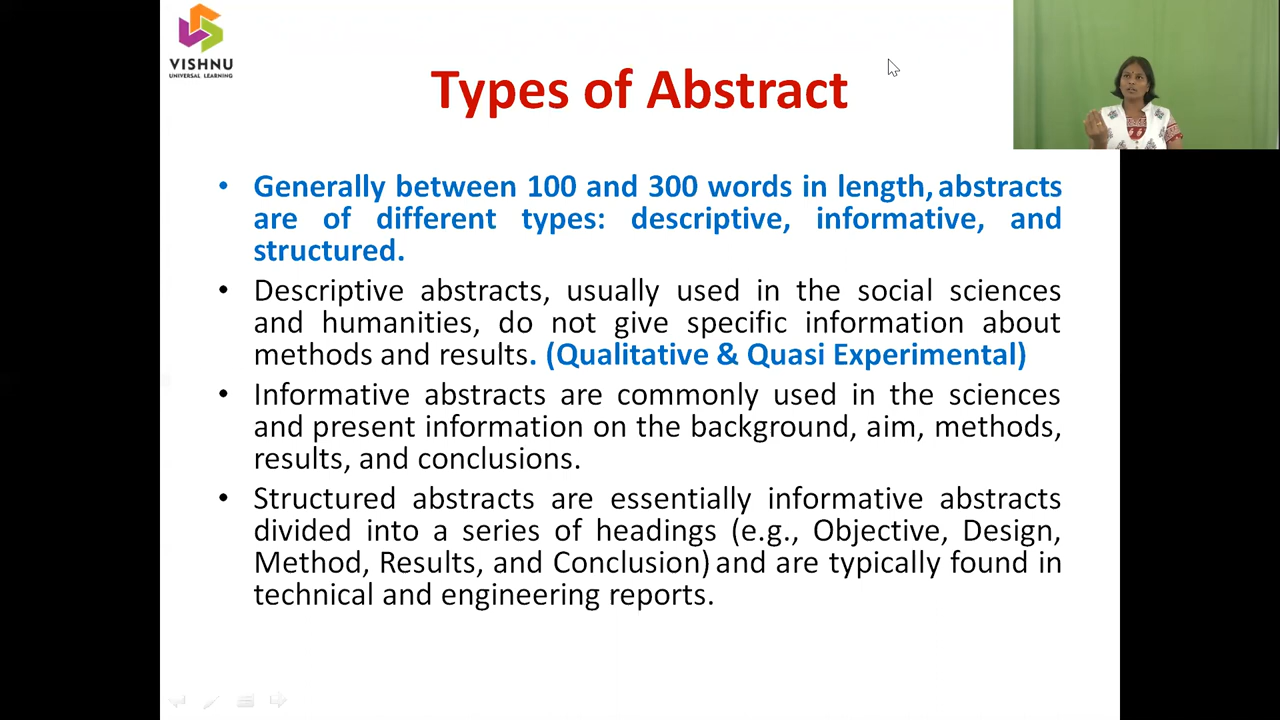 VISHNU
UNIVERSAL LEARNING
Types of Abstract
• Generally between 100 and 300 words in length, abstracts
are of different types: descriptive, informative, and
structured.
• Descriptive abstracts, usually used in the social sciences
and humanities, do not give specific information about
methods and results. (Qualitative & Quasi Experimental)
• Informative abstracts are commonly used in the sciences
and present information on the background, aim, methods,
results, and conclusions.
• Structured abstracts are essentially informative abstracts
divided into a series of headings (e.g., Objective, Design,
Method, Results, and Conclusion) and are typically found in
technical and engineering reports.